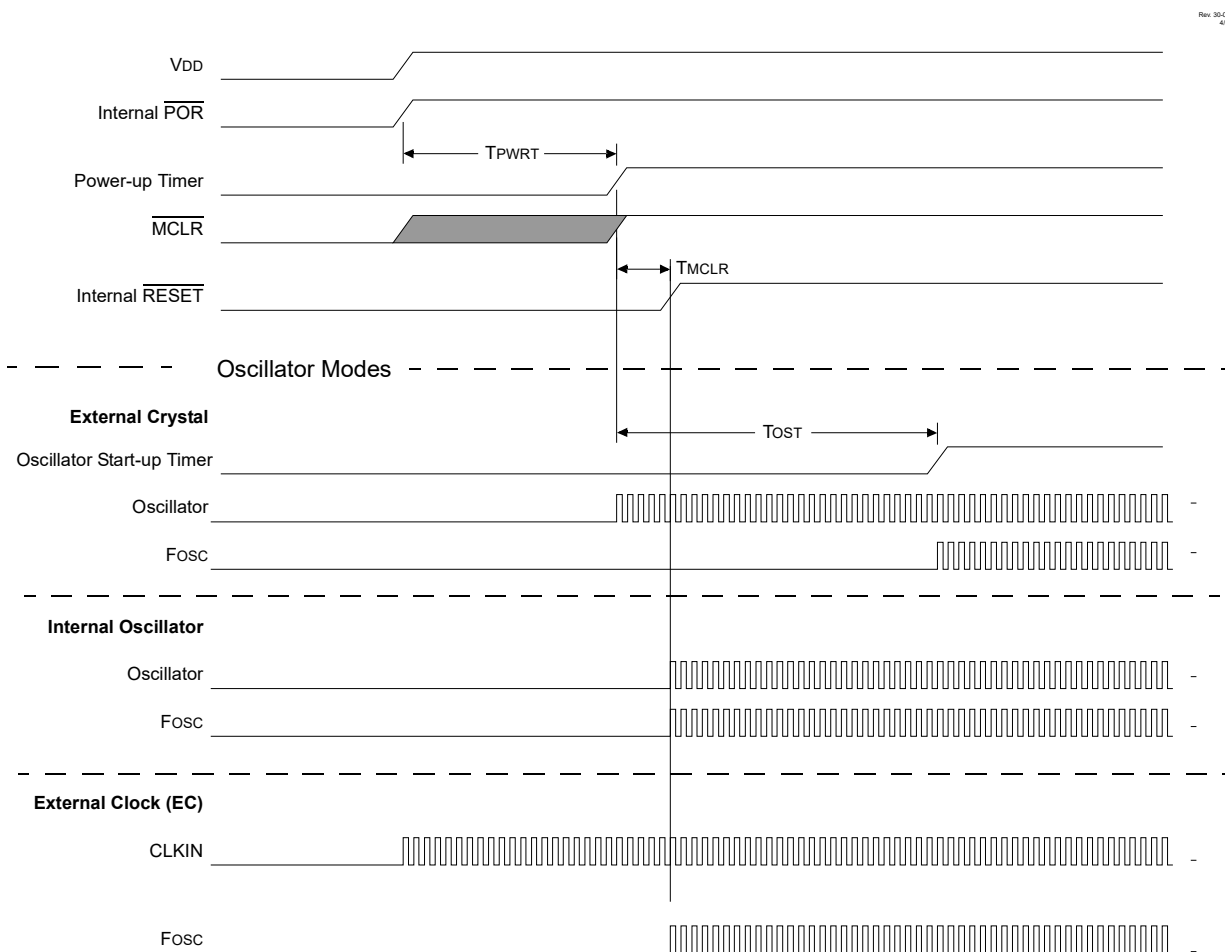 VDD
Internal POR
TPWRT
Power-up Timer
MCLR
TMCLR
Internal RESET
Oscillator Modes
External Crystal
TOST
Oscillator Start-up Timer
Oscillator
FOSC
Internal Oscillator
Oscillator
FOSC
External Clock (EC)
CLKIN
FOSC